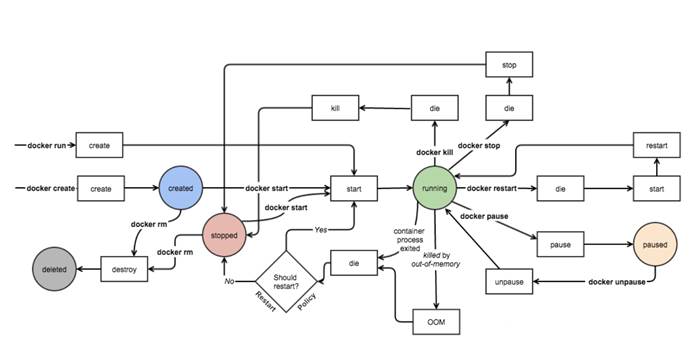 stop
kill
die
die
docker run
create
docker kill
docker stop
restart
docker create
create
created
docker start
start
running
docker restart
die
start
docker start
docker rm
stopped
docker rm
Yes
container
process
exited
docker pause
pause
paused
deleted
destroy
No
Should
restart?
Restart
Policy
die
killed by
out-of-memory
unpause
docker unpause
OOM